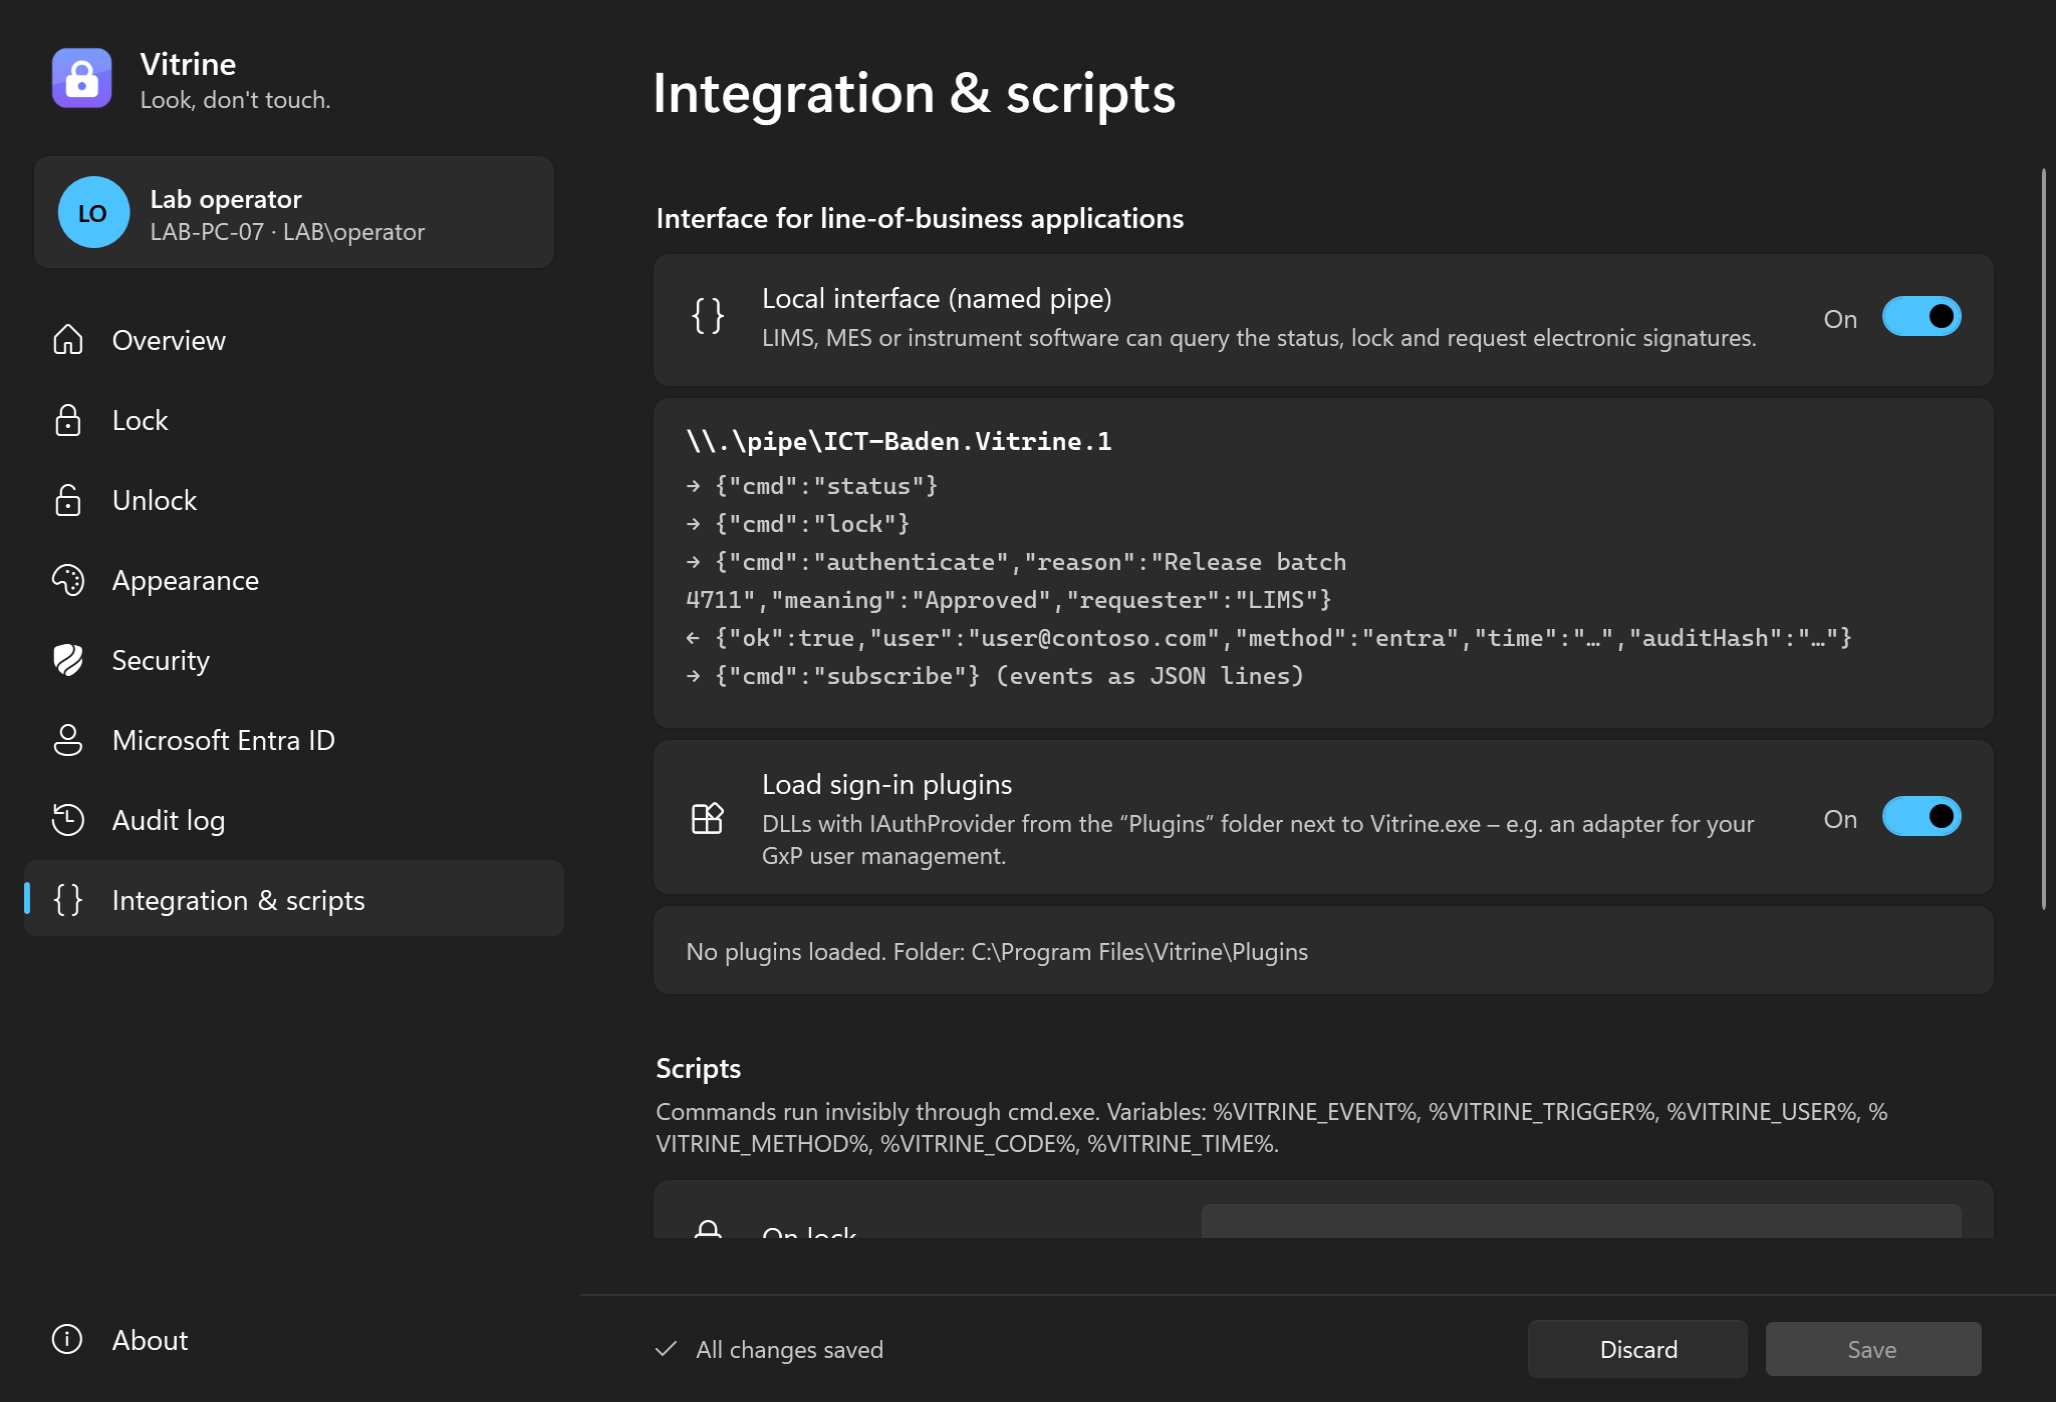 Vitrine
Look, don't touch.
LO
Lab operator
LAB-PC-07 · LAB\operator
Overview
Lock
Unlock
Appearance
Security
Microsoft Entra ID
Audit log
{} Integration & scripts
About
Integration & scripts
Interface for line-of-business applications
{} Local interface (named pipe)
LIMS, MES or instrument software can query the status, lock and request electronic signatures.
On
\\.\pipe\ICT-Baden.Vitrine.1
→ {"cmd":"status"}
→ {"cmd":"lock"}
→ {"cmd":"authenticate","reason":"Release batch
4711","meaning":"Approved","requester":"LIMS"}
← {"ok":true,"user":"user@contoso.com","method":"entra","time":"…","auditHash":"…"}
→ {"cmd":"subscribe"} (events as JSON lines)
Load sign-in plugins
DLLs with IAuthProvider from the “Plugins” folder next to Vitrine.exe – e.g. an adapter for your
GxP user management.
On
No plugins loaded. Folder: C:\Program Files\Vitrine\Plugins
Scripts
Commands run invisibly through cmd.exe. Variables: %VITRINE_EVENT%, %VITRINE_TRIGGER%, %VITRINE_USER%, %
VITRINE_METHOD%, %VITRINE_CODE%, %VITRINE_TIME%.
On lock
All changes saved
Discard
Save